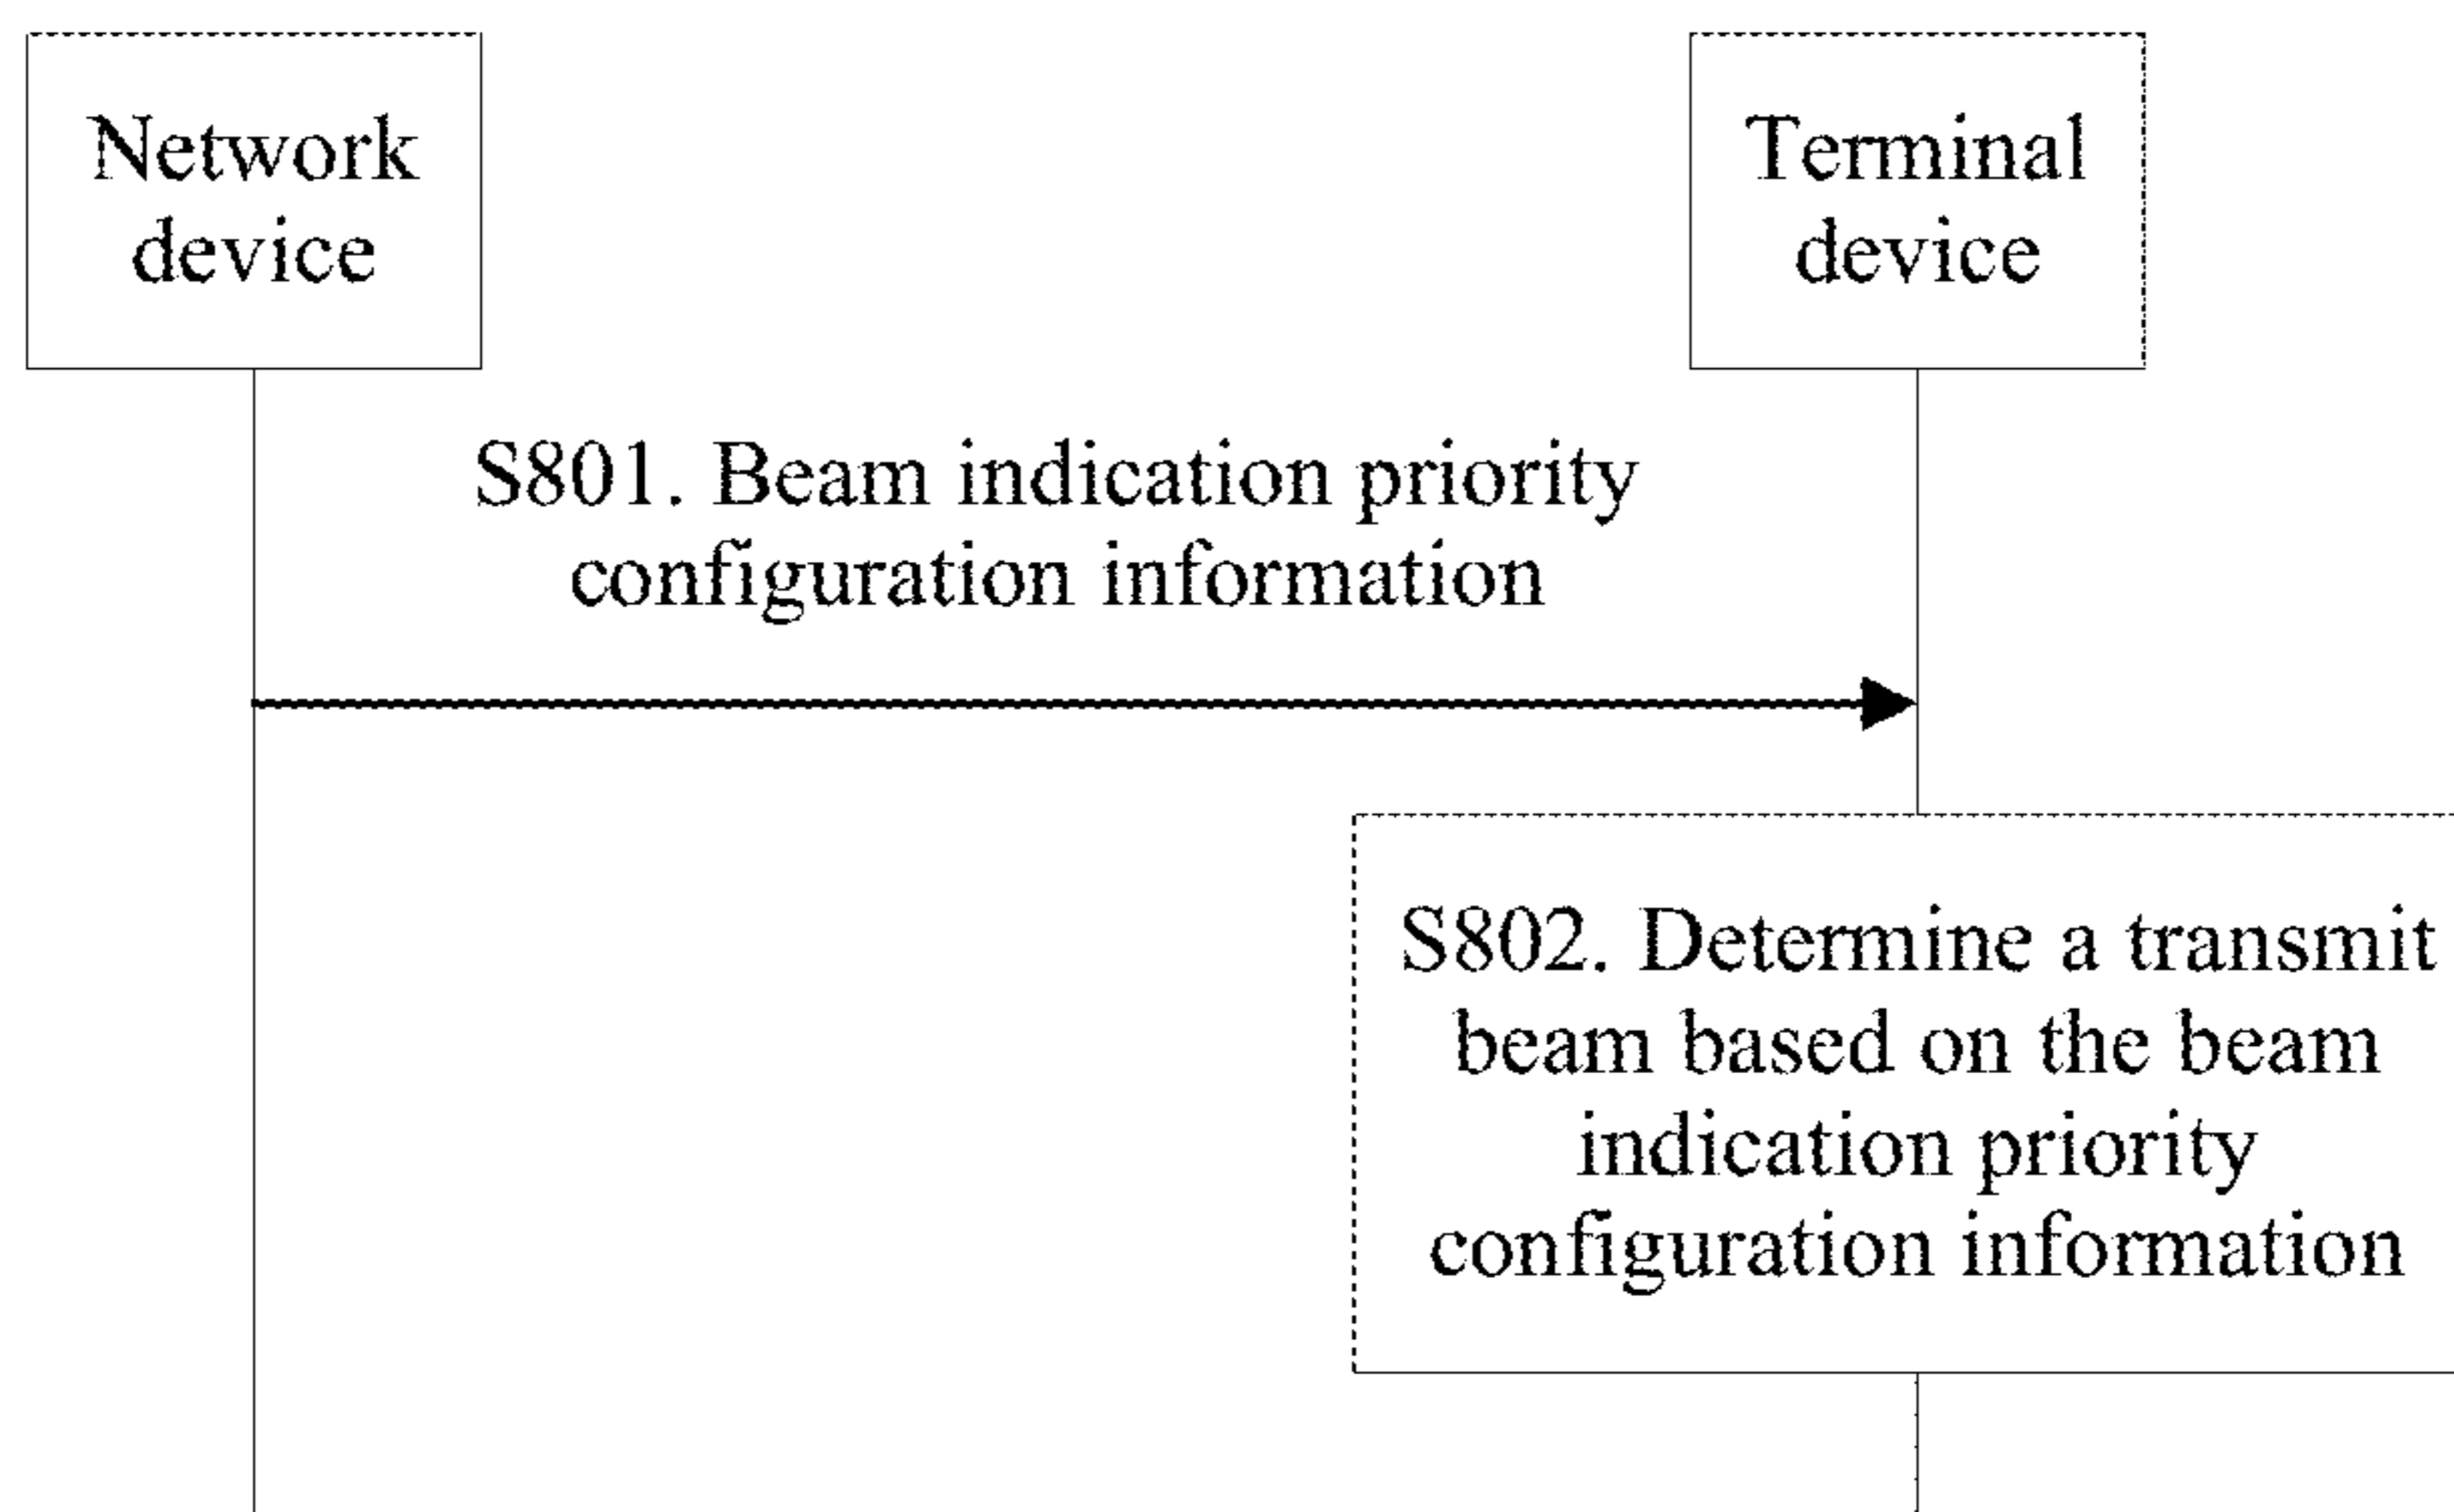 Network
device
Terminal
device
S801. Beam indication priority
configuration information
S802. Determine a transmit
beam based on the beam
indication priority
configuration information